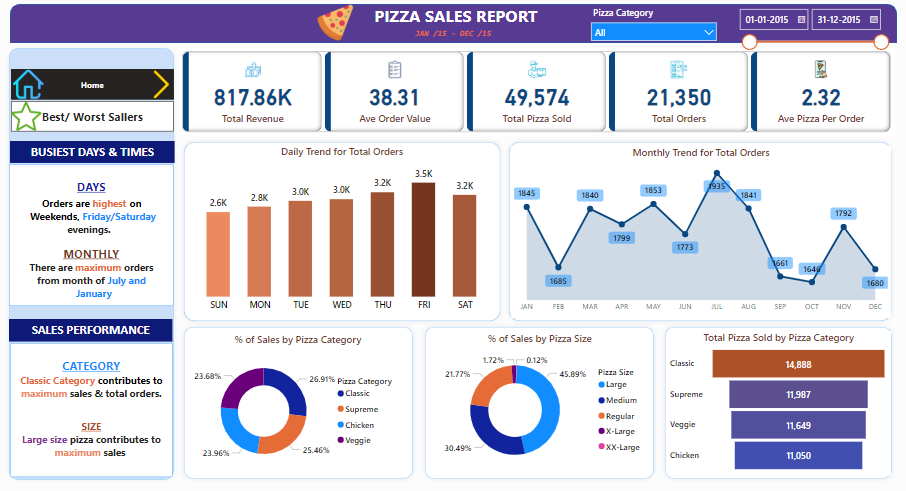 PIZZA SALES REPORT
JAN /15 - DEC /15
Pizza Category
All
01-01-2015
31-12-2015
Home
Best/ Worst Sallers
BUSIEST DAYS & TIMES
DAYS
Orders are highest on
Weekends, Friday/Saturday
evenings.
MONTHLY
There are maximum orders
from month of July and
January
SALES PERFORMANCE
CATEGORY
Classic Category contributes to
maximum sales & total orders.
SIZE
Large size pizza contributes to
maximum sales
817.86K
Total Revenue
38.31
Ave Order Value
49,574
Total Pizza Sold
21,350
Total Orders
2.32
Ave Pizza Per Order
Daily Trend for Total Orders
2.6K
2.8K
3.0K
3.0K
3.2K
3.5K
3.2K
SUN MON TUE WED THU FRI SAT
Monthly Trend for Total Orders
1845
1685
1840
1799
1853
1773
1935
1841
1661
1646
1792
1680
JAN FEB MAR APR MAY JUN JUL AUG SEP OCT NOV DEC
% of Sales by Pizza Category
23.68%
26.91%
23.96%
25.46%
Pizza Category
Classic
Supreme
Chicken
Veggie
% of Sales by Pizza Size
1.72%
0.12%
21.77%
45.89%
30.49%
Pizza Size
Large
Medium
Regular
X-Large
XX-Large
Total Pizza Sold by Pizza Category
Classic 14,888
Supreme 11,987
Veggie 11,649
Chicken 11,050